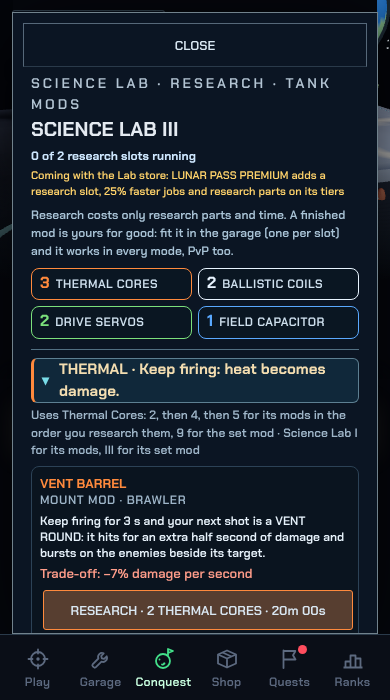 CLOSE
SCIENCE LAB · RESEARCH · TANK
MODS
SCIENCE LAB III
0 of 2 research slots running
Coming with the Lab store: LUNAR PASS PREMIUM adds a
research slot, 25% faster jobs and research parts on its tiers
Research costs only research parts and time. A finished
mod is yours for good: fit it in the garage (one per slot)
and it works in every mode, PvP too.
3 THERMAL CORES
2 BALLISTIC COILS
2 DRIVE SERVOS
1 FIELD CAPACITOR
▼ THERMAL · Keep firing: heat becomes
damage.
Uses Thermal Cores: 2, then 4, then 5 for its mods in the
order you research them, 9 for the set mod · Science Lab I
for its mods, III for its set mod
VENT BARREL
MOUNT MOD · BRAWLER
Keep firing for 3 s and your next shot is a VENT
ROUND: it hits for an extra half second of damage and
bursts on the enemies beside its target.
Trade-off: −7% damage per second
RESEARCH · 2 THERMAL CORES · 20m 00s
Play
Garage
Conquest
Shop
Quests
Ranks